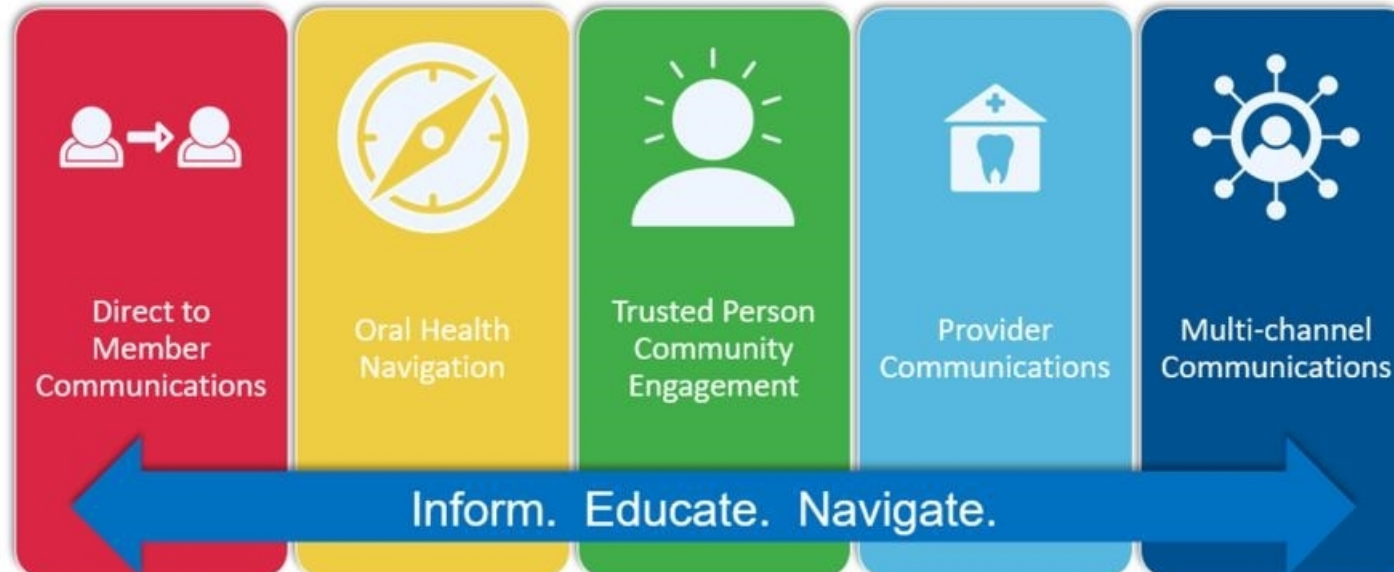 Direct to
Member
Communications
Oral Health
Navigation
Trusted Person
Community
Engagement
Provider
Communications
Multi-channel
Communications
Inform. Educate. Navigate.